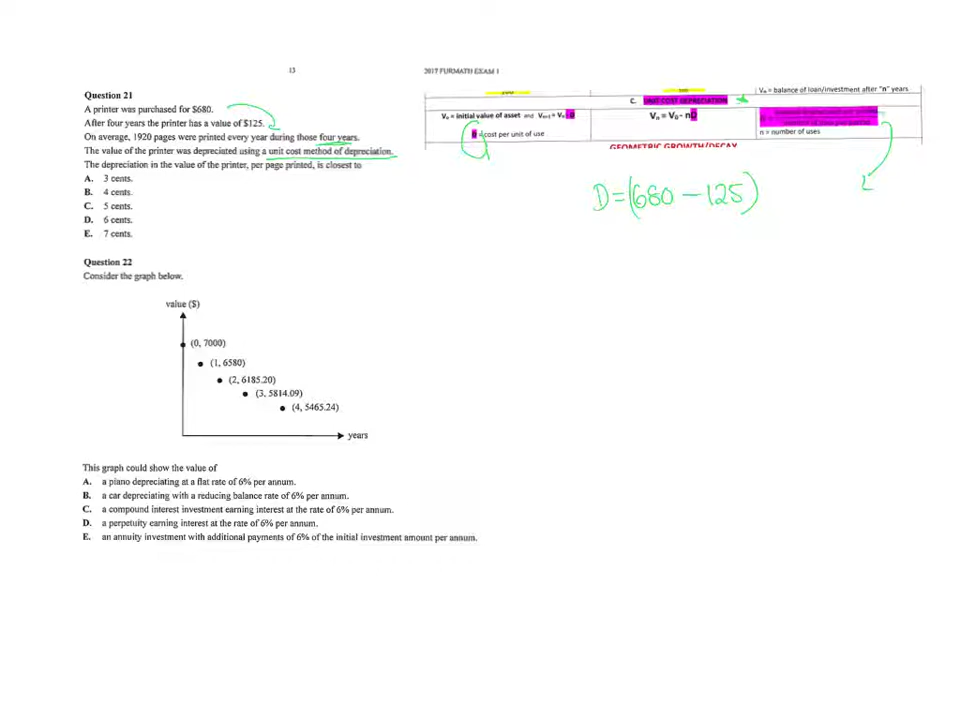 13
2017 FURMATH EXAM 1
Question 21
A printer was purchased for $680.
After four years the printer has a value of $125.
On average, 1920 pages were printed every year during those four years.
The value of the printer was depreciated using a unit cost method of depreciation.
The depreciation in the value of the printer, per page printed, is closest to
A. 3 cents.
B. 4 cents.
C. 5 cents.
D. 6 cents.
E. 7 cents.
Vₙ = balance of loan/investment after "n" years
C. UNIT COST DEPRECIATION
V₀ = initial value of asset and Vₙ₊₁ = Vₙ - D
Vₙ = V₀ - nD
D = cost per unit of use
n = number of uses
GEOMETRIC GROWTH/DECAY
D = (680 - 125)
Question 22
Consider the graph below.
value ($)
(0, 7000)
(1, 6580)
(2, 6185.20)
(3, 5814.09)
(4, 5465.24)
years
This graph could show the value of
A. a piano depreciating at a flat rate of 6% per annum.
B. a car depreciating with a reducing balance rate of 6% per annum.
C. a compound interest investment earning interest at the rate of 6% per annum.
D. a perpetuity earning interest at the rate of 6% per annum.
E. an annuity investment with additional payments of 6% of the initial investment amount per annum.